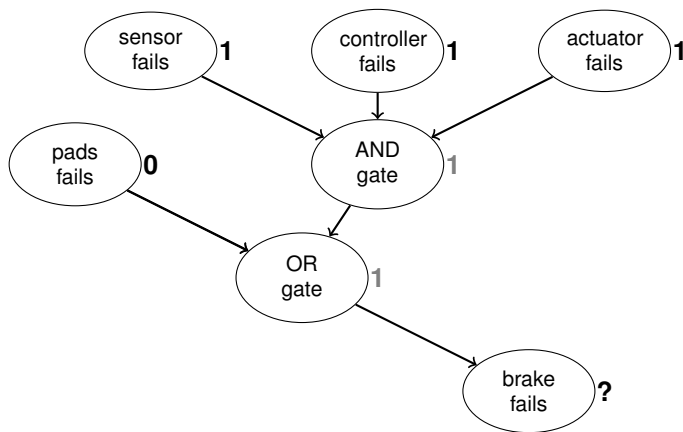 sensor
fails
1
controller
fails
1
actuator
fails
1
pads
fails
0
AND
gate
1
OR
gate
1
brake
fails
?